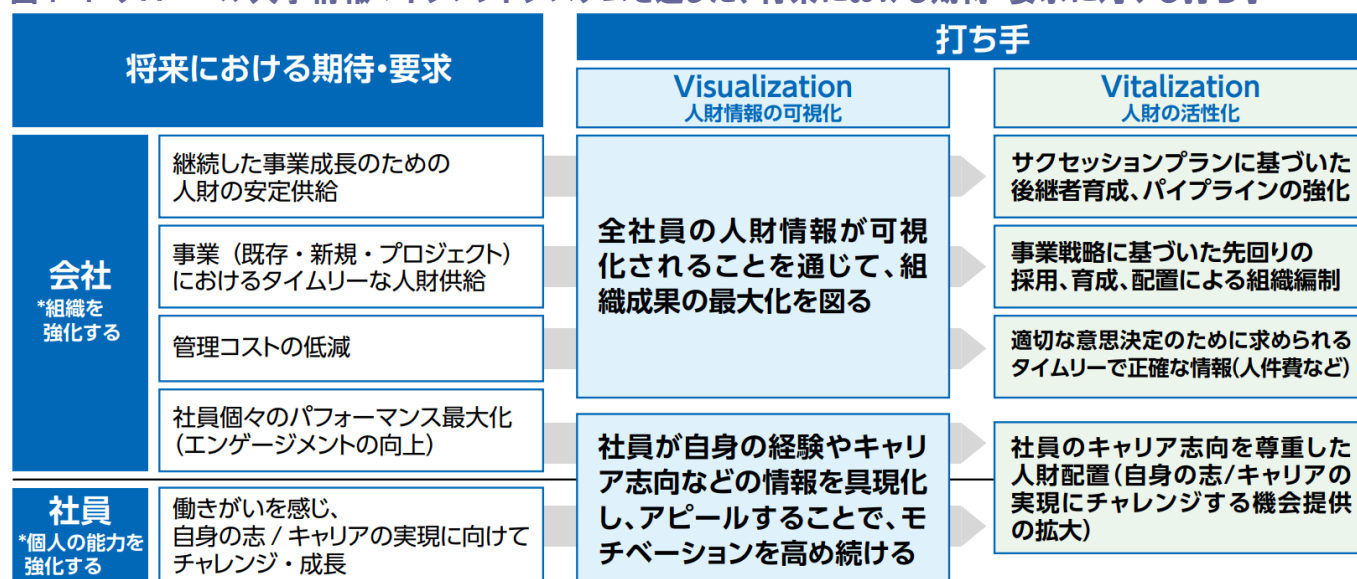 将来における期待・要求
打ち手
Visualization
人財情報の可視化
Vitalization
人財の活性化
会社
*組織を
強化する
継続した事業成長のための
人財の安定供給
事業（既存・新規・プロジェクト）
におけるタイムリーな人財供給
管理コストの低減
社員個々のパフォーマンス最大化
（エンゲージメントの向上）
全社員の人財情報が可視
化されることを通じて、組
織成果の最大化を図る
サクセッションプランに基づいた
後継者育成、パイプラインの強化
事業戦略に基づいた先回りの
採用、育成、配置による組織編制
適切な意思決定のために求められる
タイムリーで正確な情報(人件費など)
社員
*個人の能力を
強化する
働きがいを感じ、
自身の志 / キャリアの実現に向けて
チャレンジ・成長
社員が自身の経験やキャリ
ア志向などの情報を具現化
し、アピールすることで、モ
チベーションを高め続ける
社員のキャリア志向を尊重した
人財配置（自身の志/キャリアの
実現にチャレンジする機会提供
の拡大）